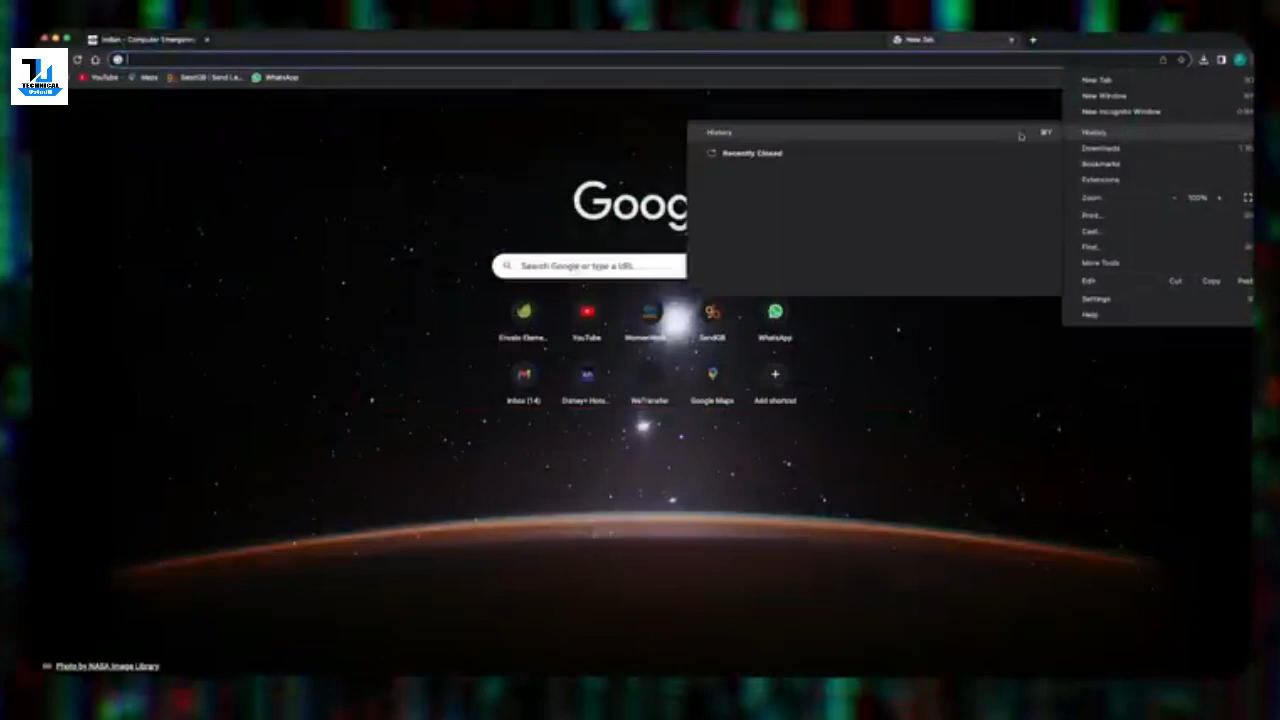 Indian - Computer Emergency
New Tab
TECHNICAL
YouTube
Maps
SendGB | Send La...
WhatsApp
New Tab
New Window
New Incognito Window
History
Downloads
Bookmarks
Extensions
Zoom - 100% +
Print...
Cast...
Find...
More Tools
Edit Cut Copy
Settings
Help
History ⌘Y
Recently Closed
Goog
Search Google or type a URL
Envato Eleme...
YouTube
SendGB
WhatsApp
Inbox (14)
Disney+ Hots...
WeTransfer
Google Maps
Add shortcut
Photo by NASA Image Library